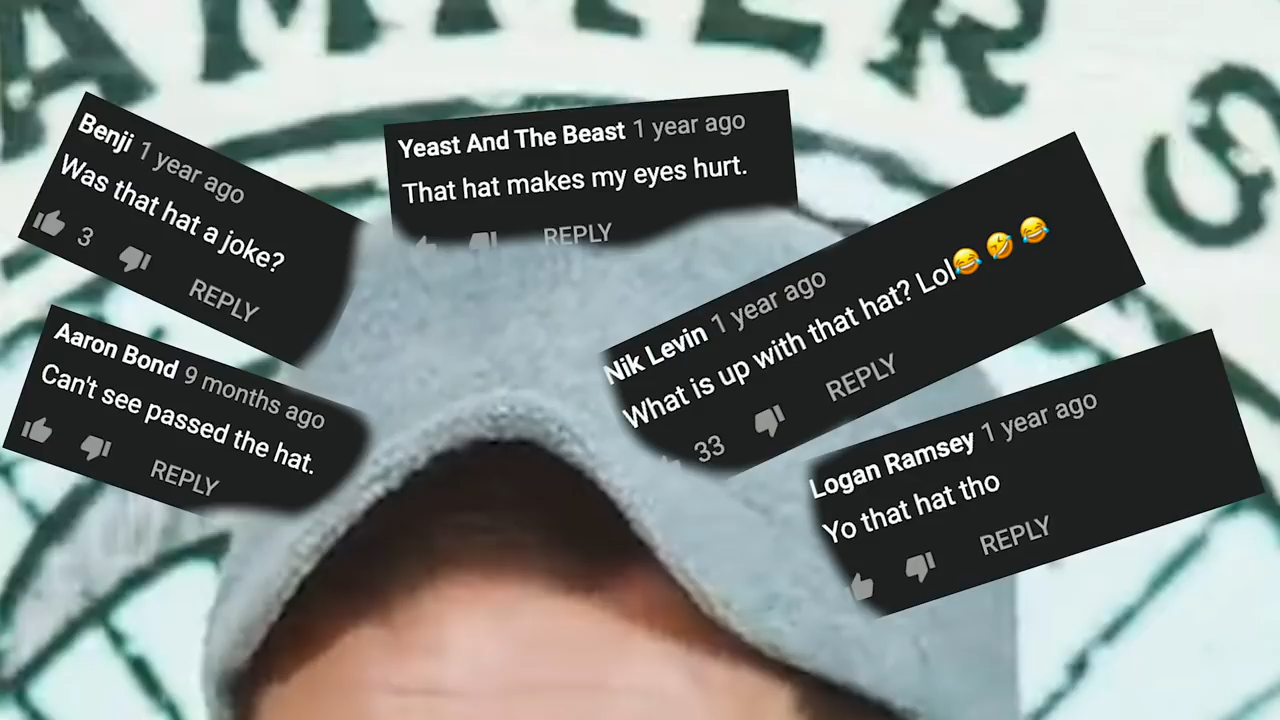 Benji 1 year ago
Was that hat a joke?
3 REPLY
Yeast And The Beast 1 year ago
That hat makes my eyes hurt.
REPLY
Nik Levin 1 year ago
What is up with that hat? Lol😂 🤣 😂
33 REPLY
Aaron Bond 9 months ago
Can't see passed the hat.
REPLY
Logan Ramsey 1 year ago
Yo that hat tho
REPLY